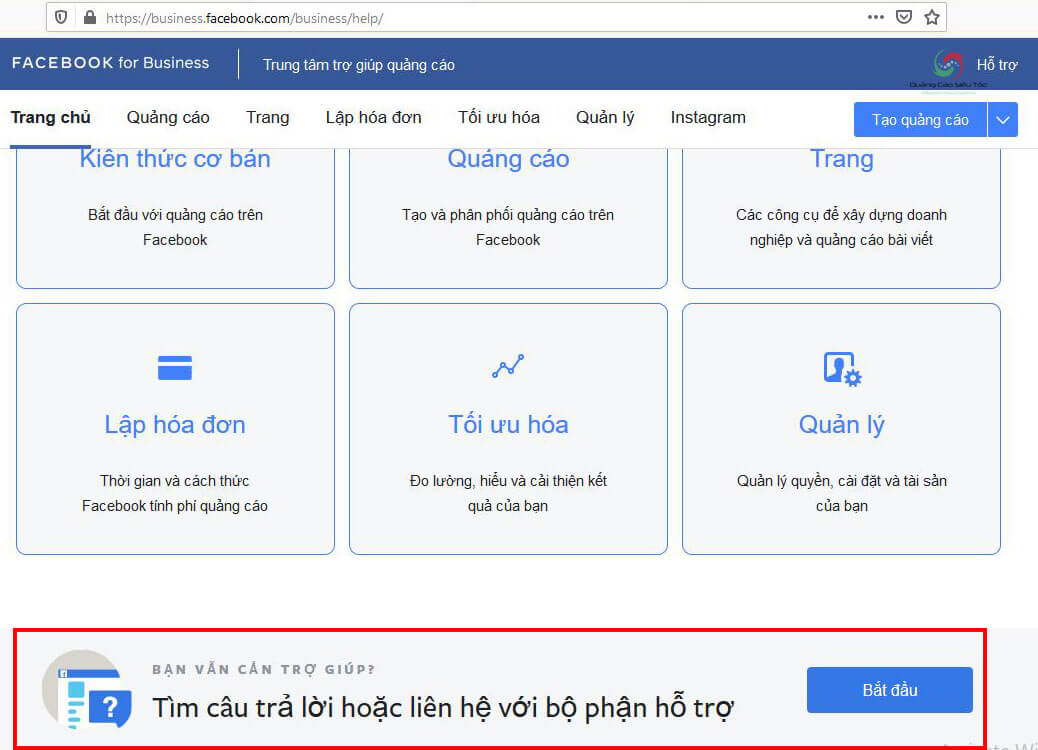 https://business.facebook.com/business/help/
FACEBOOK for Business
Trung tâm trợ giúp quảng cáo
Quảng Cáo Siêu Tốc
Hỗ trợ
Trang chủ
Quảng cáo
Trang
Lập hóa đơn
Tối ưu hóa
Quản lý
Instagram
Tạo quảng cáo
Kiến thức cơ bản
Quảng cáo
Trang
Bắt đầu với quảng cáo trên
Facebook
Tạo và phân phối quảng cáo trên
Facebook
Các công cụ để xây dựng doanh
nghiệp và quảng cáo bài viết
Lập hóa đơn
Tối ưu hóa
Quản lý
Thời gian và cách thức
Facebook tính phí quảng cáo
Đo lường, hiểu và cải thiện kết
quả của bạn
Quản lý quyền, cài đặt và tài sản
của bạn
BẠN VẪN CẦN TRỢ GIÚP?
Tìm câu trả lời hoặc liên hệ với bộ phận hỗ trợ
Bắt đầu